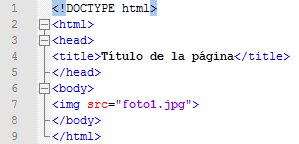 1 <!DOCTYPE html>
2 <html>
3 <head>
4 <title>Título de la página</title>
5 </head>
6 <body>
7 <img src="foto1.jpg">
8 </body>
9 </html>